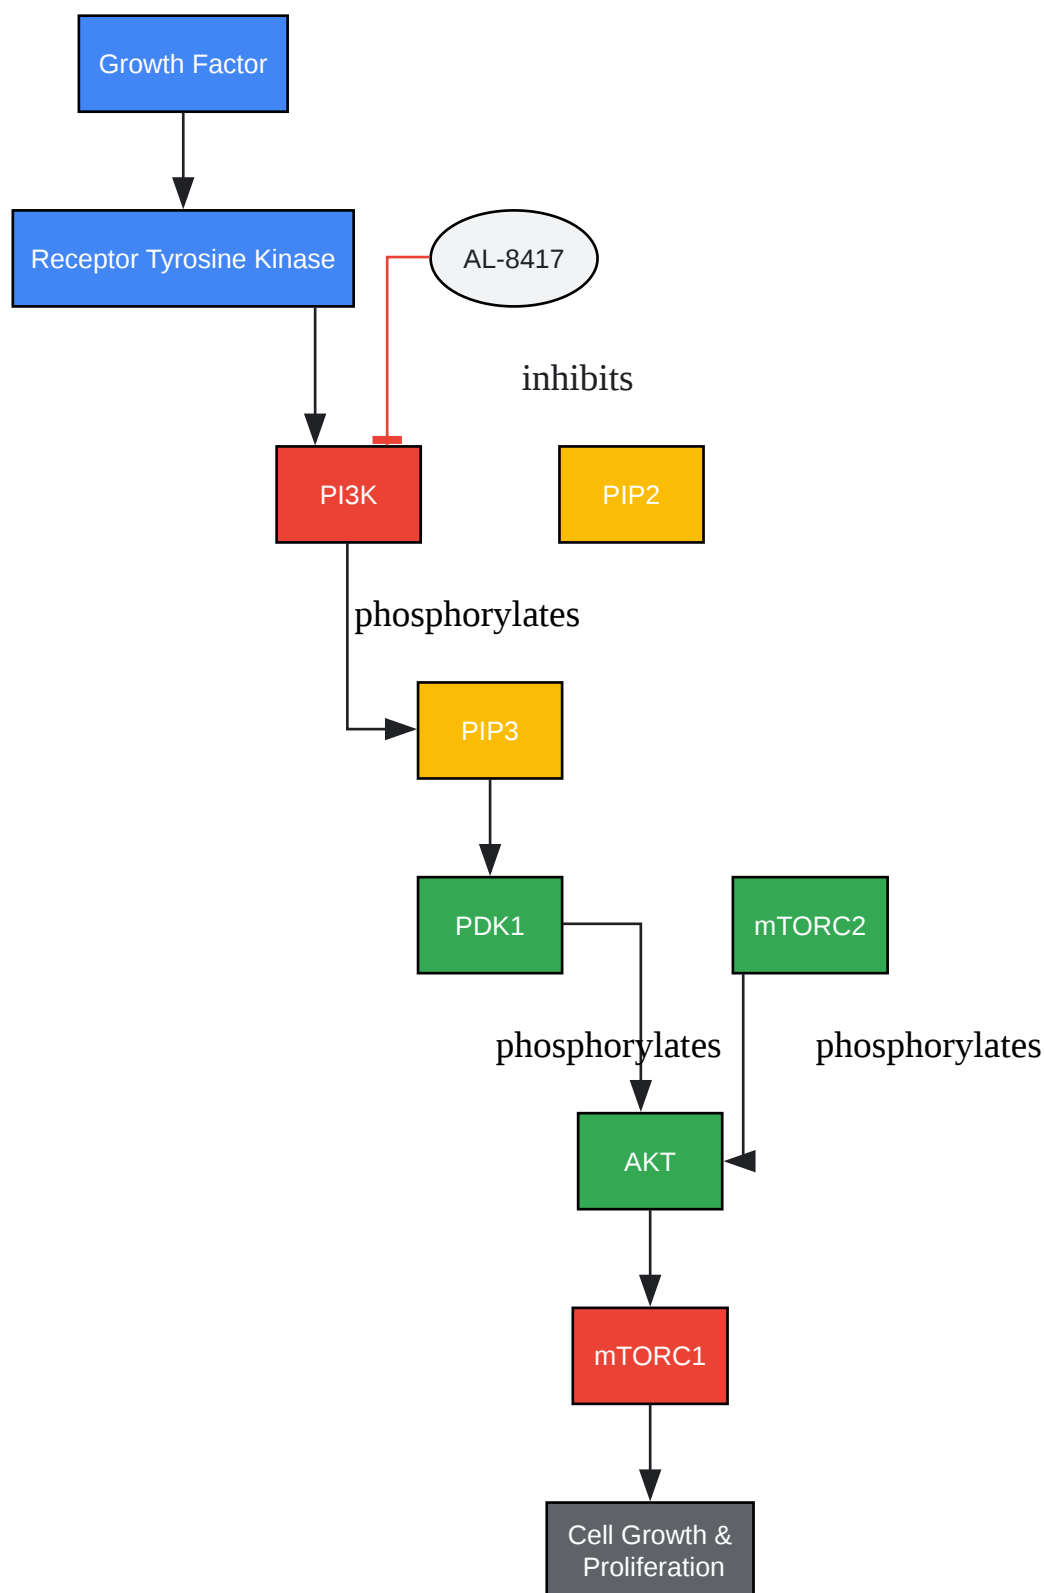 Growth Factor
Receptor Tyrosine Kinase
AL-8417
inhibits
PI3K
PIP2
phosphorylates
PIP3
PDK1
mTORC2
phosphorylates
phosphorylates
AKT
mTORC1
Cell Growth &
Proliferation